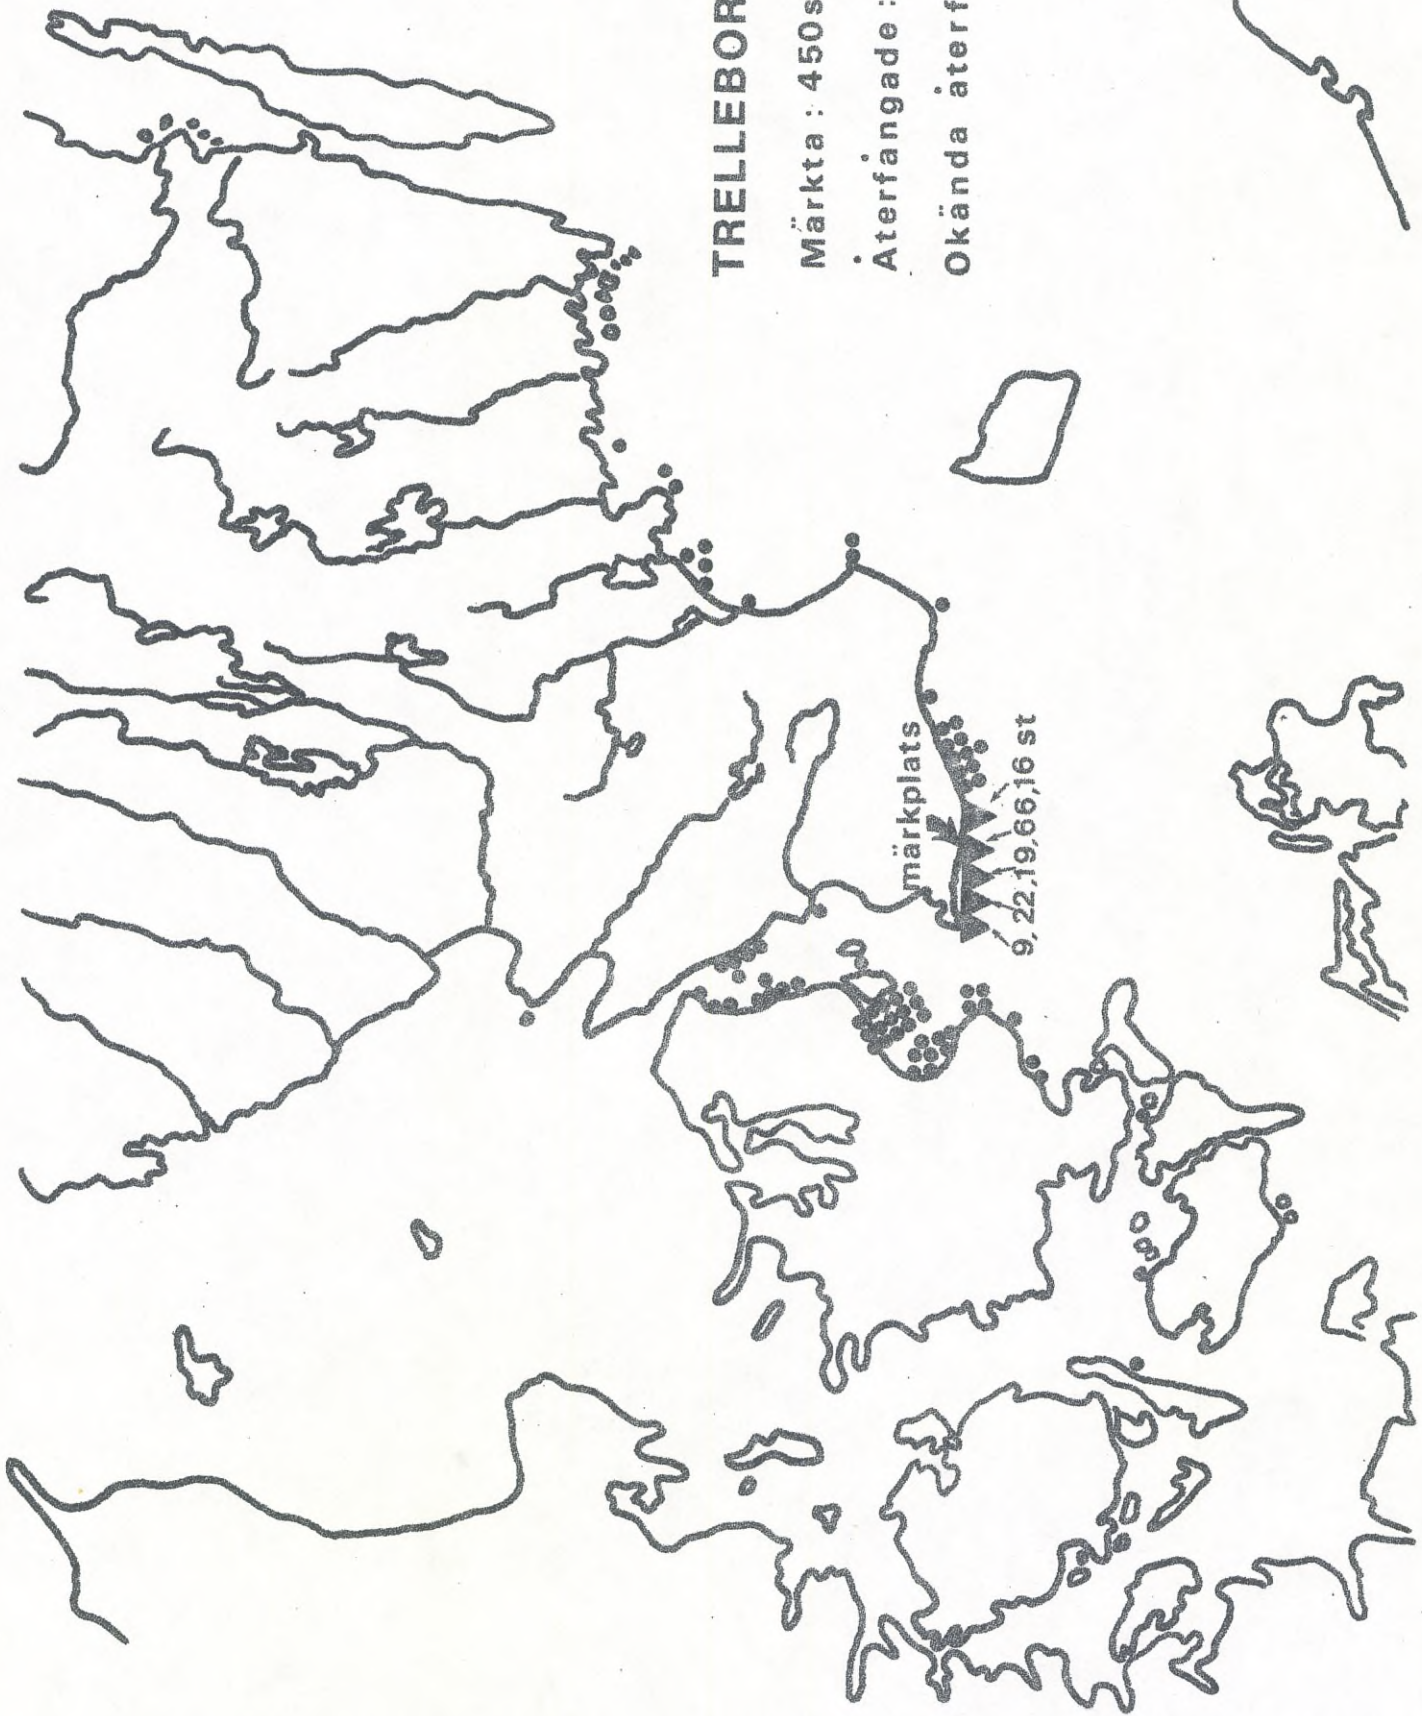 TRELLEBOR
Märkta : 450s
Återfångade :
Okända återf
märkplats
9, 22,19,66,16 st